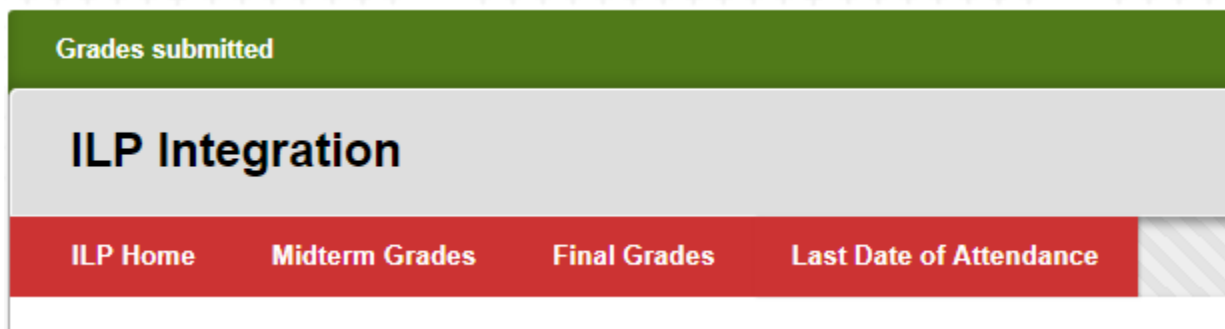 Grades submitted
ILP Integration
ILP Home Midterm Grades Final Grades Last Date of Attendance